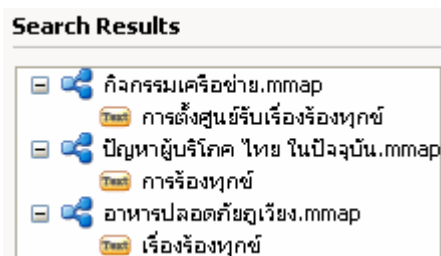 Search Results
กิจกรรมเครือข่าย.mmap
Text การตั้งศูนย์รับเรื่องร้องทุกข์
ปัญหาผู้บริโภค ไทย ในปัจจุบัน.mmap
Text การร้องทุกข์
อาหารปลอดภัยภูเวียง.mmap
Text เรื่องร้องทุกข์